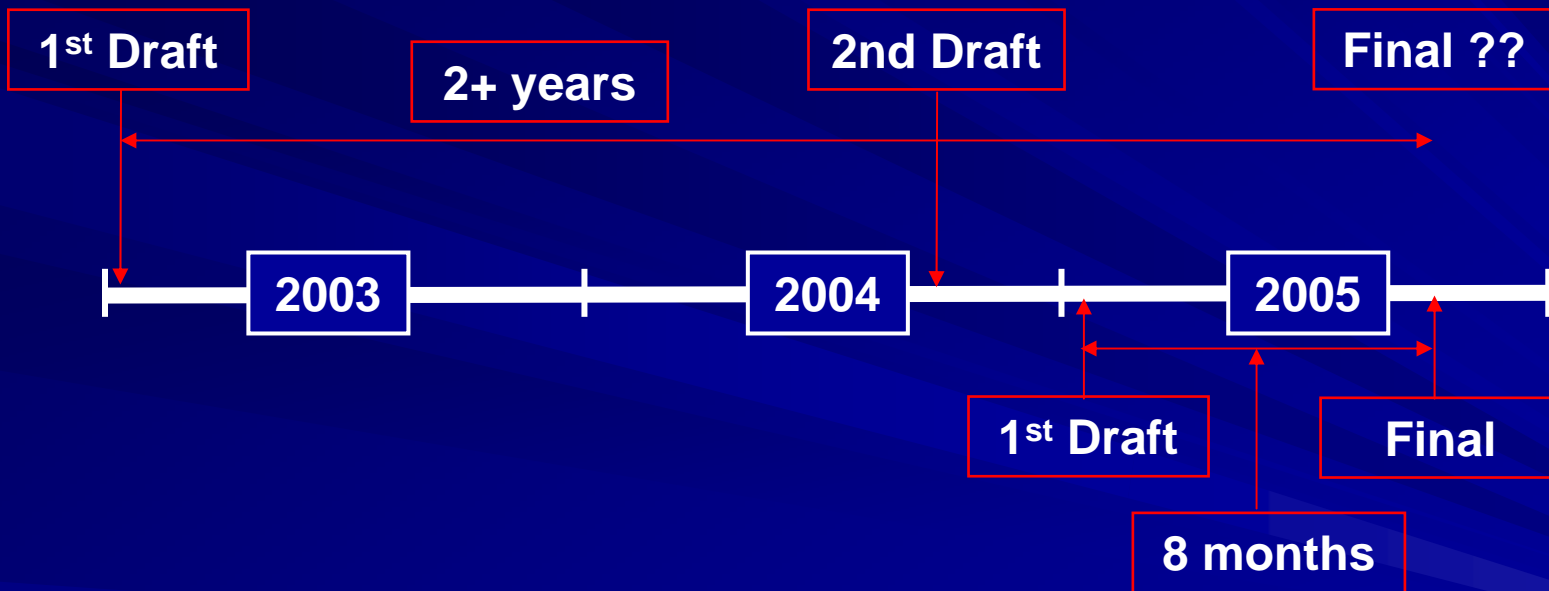 1st Draft
2+ years
2nd Draft
Final ??
2003
2004
2005
1st Draft
Final
8 months